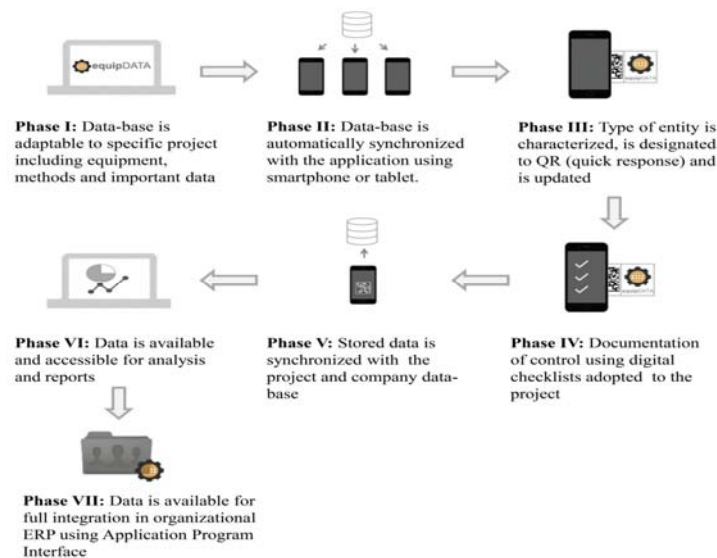 equipDATA
Phase I: Data-base is
adaptable to specific project
including equipment,
methods and important data
Phase II: Data-base is
automatically synchronized
with the application using
smartphone or tablet.
Phase III: Type of entity is
characterized, is designated
to QR (quick response) and
is updated
Phase IV: Documentation
of control using digital
checklists adopted to the
project
Phase V: Stored data is
synchronized with the
project and company data-
base
Phase VI: Data is available
and accessible for analysis
and reports
Phase VII: Data is available for
full integration in organizational
ERP using Application Program
Interface